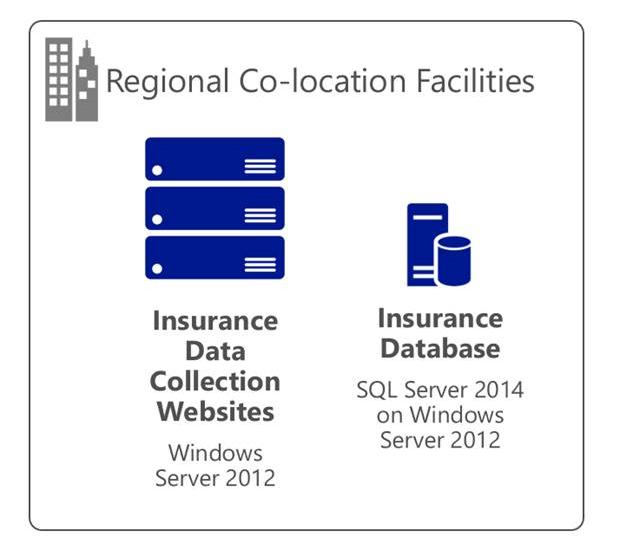 Regional Co-location Facilities
Insurance
Data
Collection
Websites
Windows
Server 2012
Insurance
Database
SQL Server 2014
on Windows
Server 2012